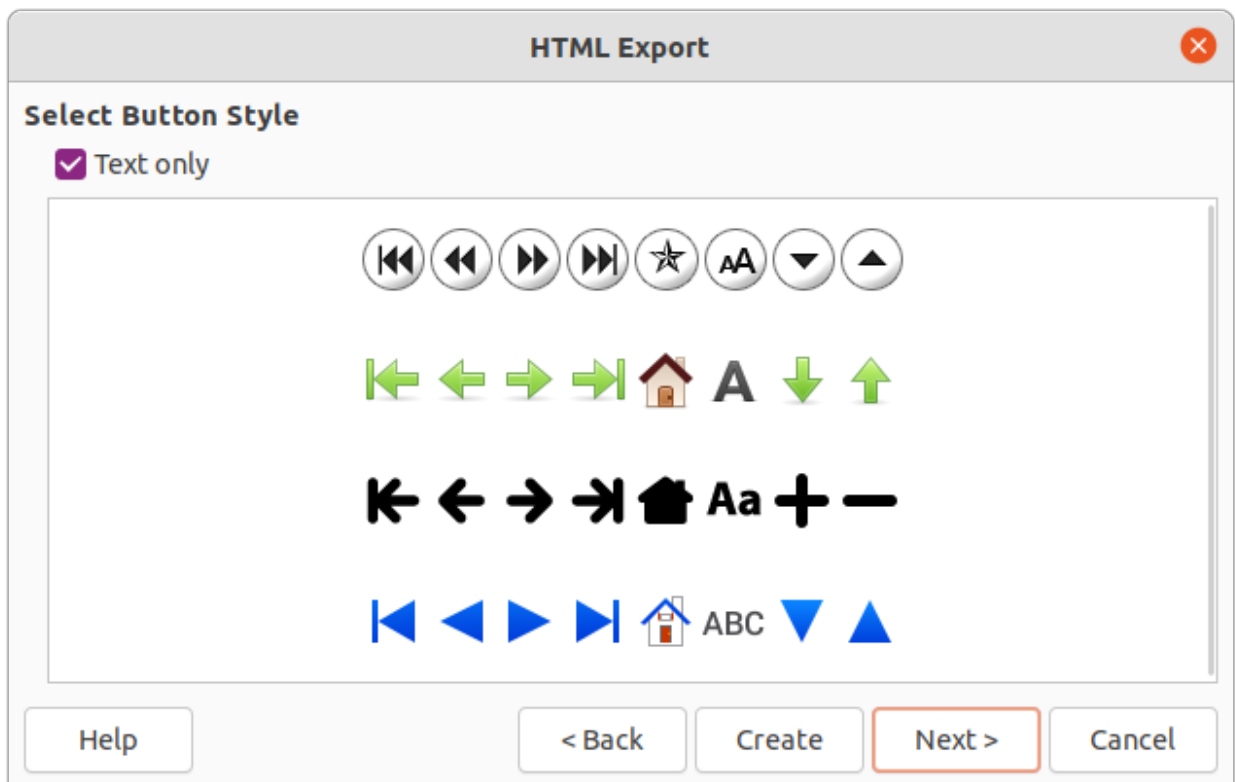 HTML Export
Select Button Style
Text only
AA
A
Aa
ABC
Help < Back Create Next > Cancel